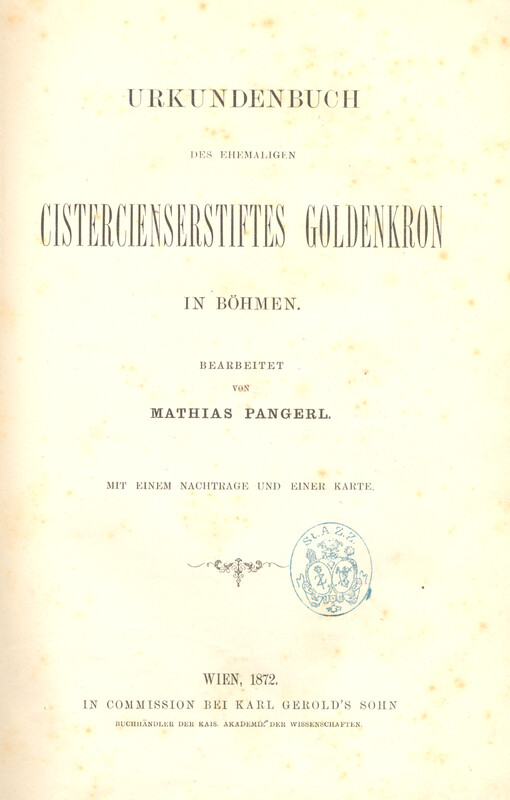 URKUNDENBUCH
DES EHEMALIGEN
CISTERCIENSERSTIFTES GOLDENKRON
IN BÖHMEN.
BEARBEITET
VON
MATHIAS PANGERL.
MIT EINEM NACHTRAGE UND EINER KARTE.
St. A Z. Z.
WIEN, 1872.
IN COMMISSION BEI KARL GEROLD'S SOHN
BUCHHÄNDLER DER KAIS. AKADEMIE DER WISSENSCHAFTEN.